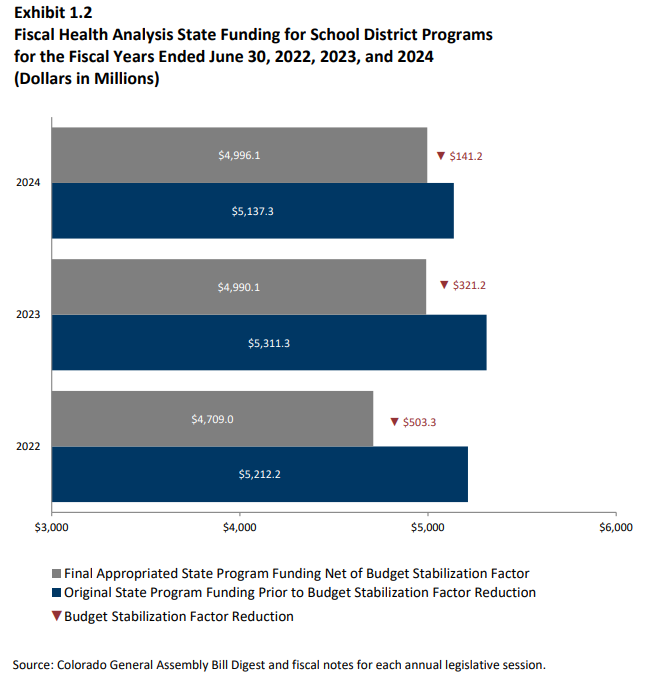 Exhibit 1.2
Fiscal Health Analysis State Funding for School District Programs
for the Fiscal Years Ended June 30, 2022, 2023, and 2024
(Dollars in Millions)
$4,996.1
▼ $141.2
2024
$5,137.3
$4,990.1
▼ $321.2
2023
$5,311.3
$4,709.0
▼ $503.3
2022
$5,212.2
$3,000 $4,000 $5,000 $6,000
Final Appropriated State Program Funding Net of Budget Stabilization Factor
Original State Program Funding Prior to Budget Stabilization Factor Reduction
▼ Budget Stabilization Factor Reduction
Source: Colorado General Assembly Bill Digest and fiscal notes for each annual legislative session.